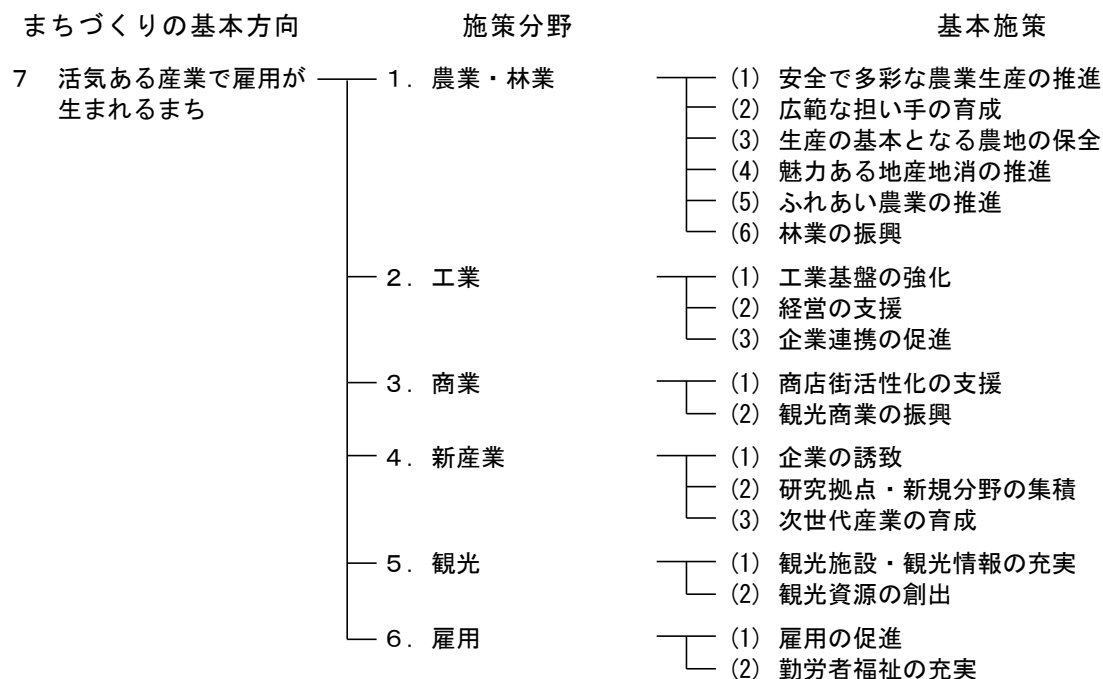 まちづくりの基本方向 施策分野 基本施策
７ 活気ある産業で雇用が 1．農業・林業 (1) 安全で多彩な農業生産の推進
生まれるまち (2) 広範な担い手の育成
(3) 生産の基本となる農地の保全
(4) 魅力ある地産地消の推進
(5) ふれあい農業の推進
(6) 林業の振興
2．工業 (1) 工業基盤の強化
(2) 経営の支援
(3) 企業連携の促進
3．商業 (1) 商店街活性化の支援
(2) 観光商業の振興
4．新産業 (1) 企業の誘致
(2) 研究拠点・新規分野の集積
(3) 次世代産業の育成
5．観光 (1) 観光施設・観光情報の充実
(2) 観光資源の創出
6．雇用 (1) 雇用の促進
(2) 勤労者福祉の充実